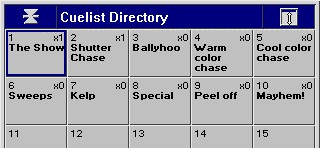 Cuelist Directory
1 x1 2 x1 3 x0 4 x0 5 x0
The Show Shutter Chase Ballyhoo Warm color chase Cool color chase
6 x0 7 x0 8 x0 9 x0 10 x0
Sweeps Kelp Special Peel off Mayhem!
11 12 13 14 15